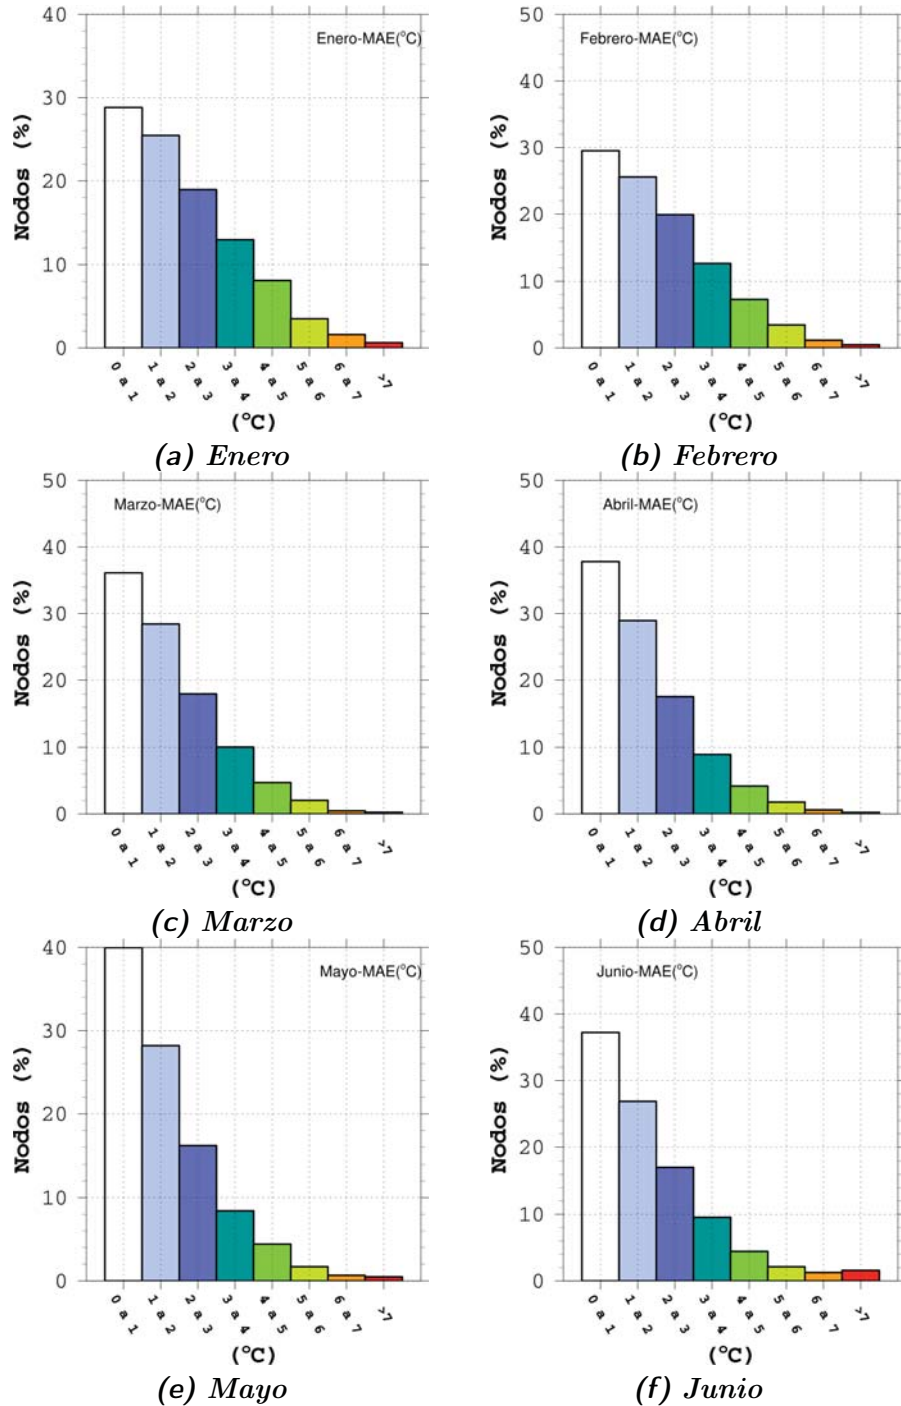 Enero-MAE(°C)
Nodos (%)
40
30
20
10
0
0 a 1
1 a 2
2 a 3
3 a 4
4 a 5
5 a 6
6 a 7
>7
(°C)
(a) Enero
Febrero-MAE(°C)
Nodos (%)
50
40
30
20
10
0
0 a 1
1 a 2
2 a 3
3 a 4
4 a 5
5 a 6
6 a 7
>7
(°C)
(b) Febrero
Marzo-MAE(°C)
Nodos (%)
50
40
30
20
10
0
0 a 1
1 a 2
2 a 3
3 a 4
4 a 5
5 a 6
6 a 7
>7
(°C)
(c) Marzo
Abril-MAE(°C)
Nodos (%)
50
40
30
20
10
0
0 a 1
1 a 2
2 a 3
3 a 4
4 a 5
5 a 6
6 a 7
>7
(°C)
(d) Abril
Mayo-MAE(°C)
Nodos (%)
40
30
20
10
0
0 a 1
1 a 2
2 a 3
3 a 4
4 a 5
5 a 6
6 a 7
>7
(°C)
(e) Mayo
Junio-MAE(°C)
Nodos (%)
50
40
30
20
10
0
0 a 1
1 a 2
2 a 3
3 a 4
4 a 5
5 a 6
6 a 7
>7
(°C)
(f) Junio